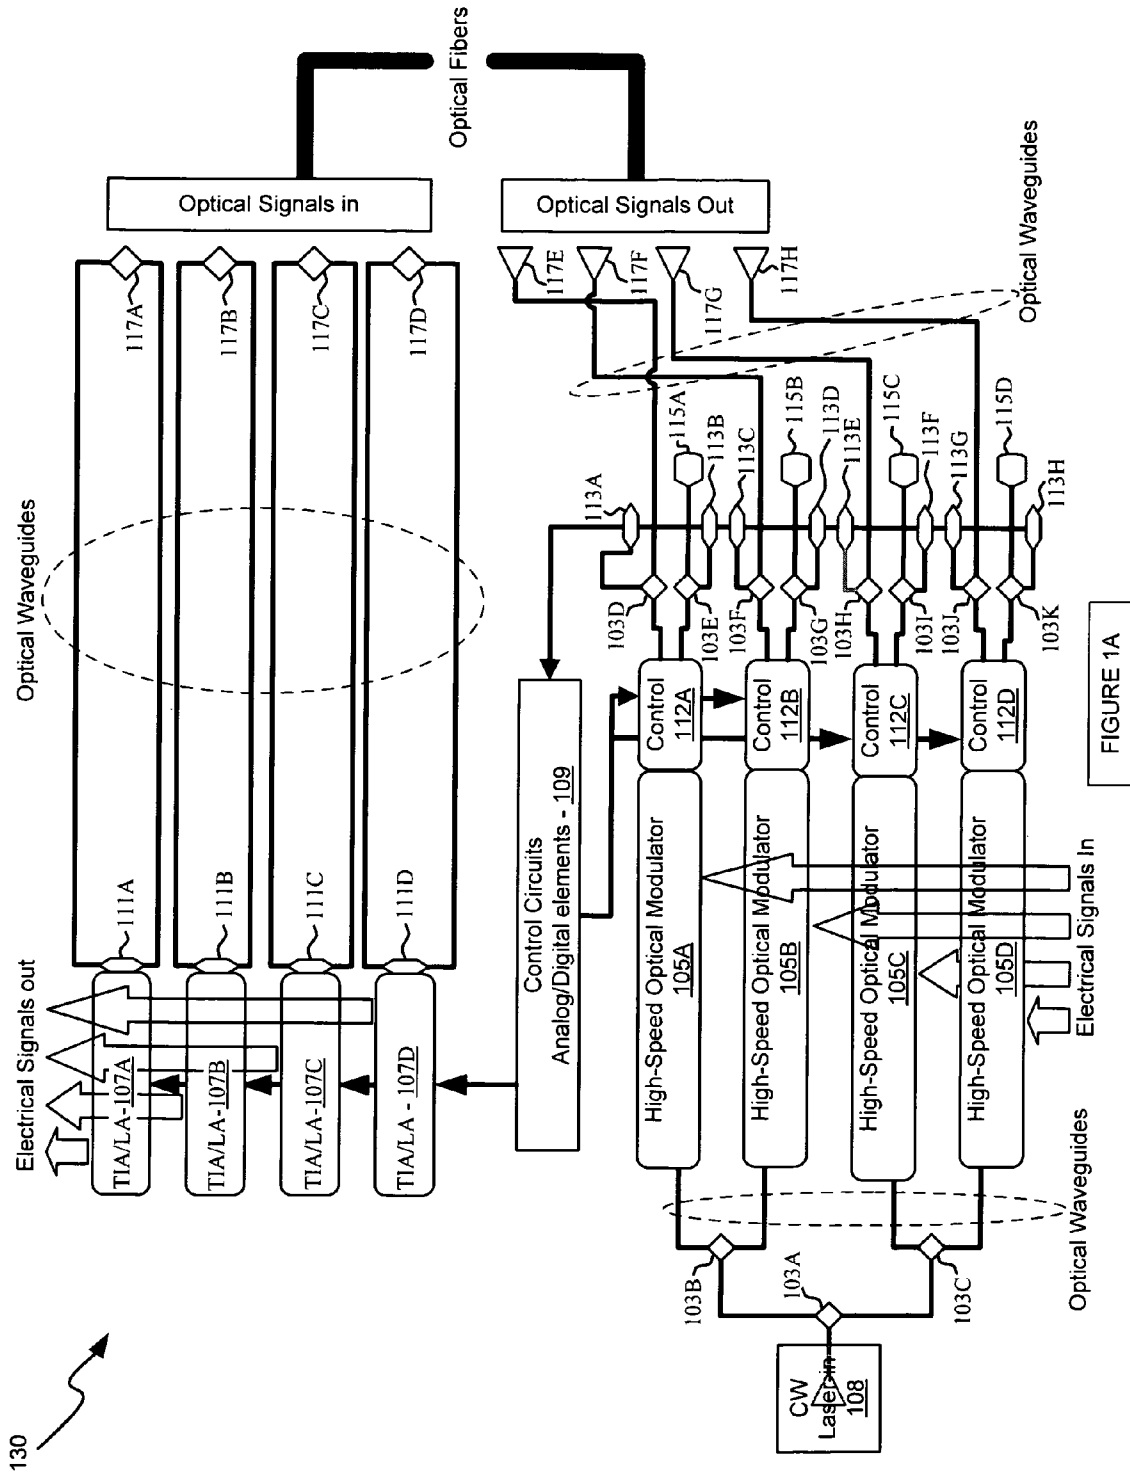 130
Electrical Signals out
TIA/LA-107A
TIA/LA-107B
TIA/LA-107C
TIA/LA - 107D
111A
111B
111C
111D
Optical Waveguides
117A
117B
117C
117D
Optical Signals in
Optical Fibers
Optical Signals Out
117E
117F
117G
117H
Optical Waveguides
Control Circuits
Analog/Digital elements - 109
CW
Laser in
108
103A
103B
103C
Optical Waveguides
High-Speed Optical Modulator
105A
High-Speed Optical Modulator
105B
High-Speed Optical Modulator
105C
High-Speed Optical Modulator
105D
Electrical Signals In
Control
112A
Control
112B
Control
112C
Control
112D
103D
103E
103F
103G
103H
103I
103J
103K
113A
115A
113B
113C
115B
113D
113E
115C
113F
113G
115D
113H
FIGURE 1A